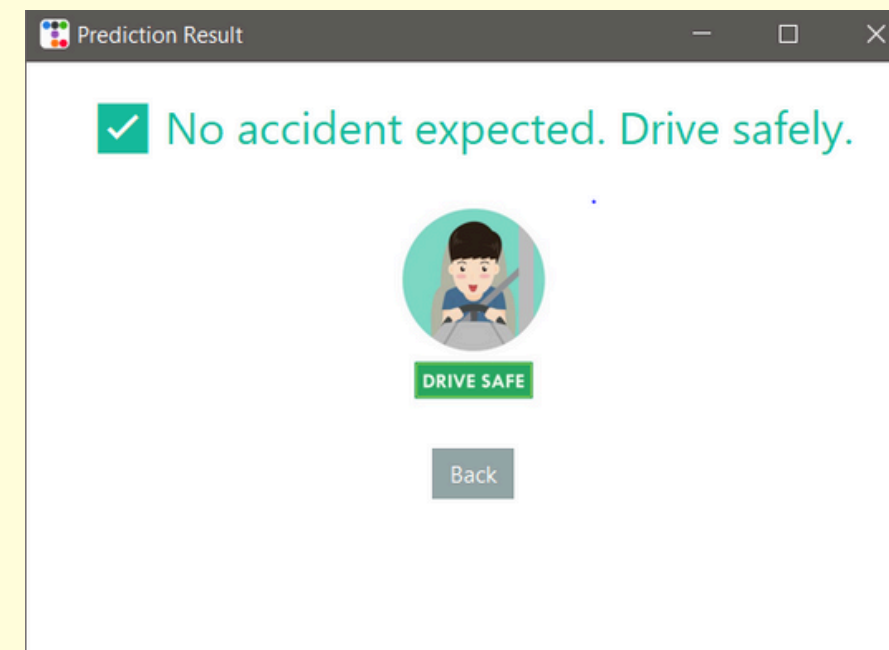 Prediction Result
No accident expected. Drive safely.
DRIVE SAFE
Back